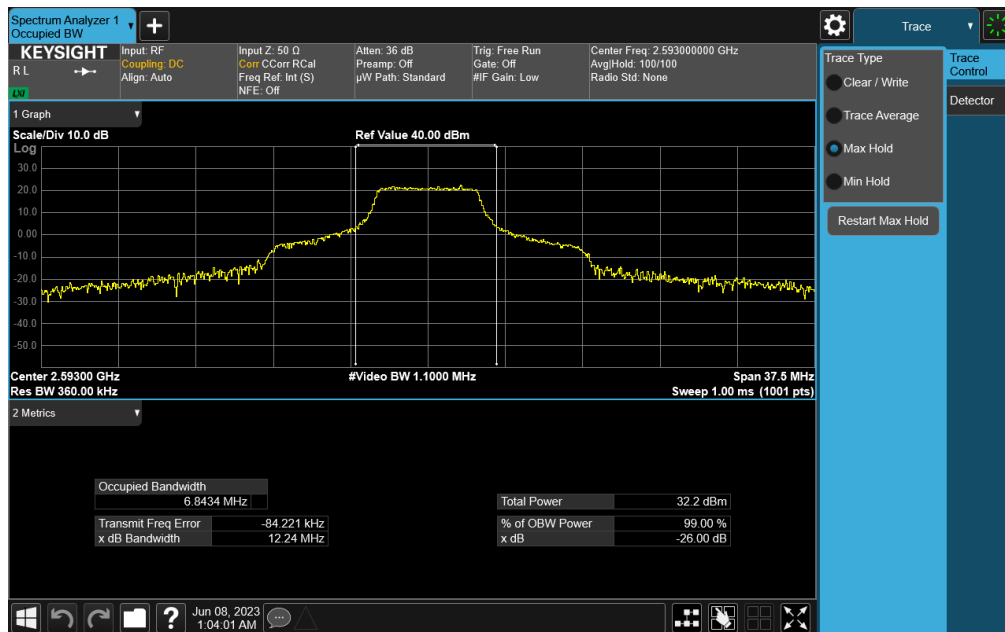 Spectrum Analyzer 1
Occupied BW
Trace
KEYSIGHT
R L
LXI
Input: RF
Coupling: DC
Align: Auto
Input Z: 50 Ω
Corr CCorr RCal
Freq Ref: Int (S)
NFE: Off
Atten: 36 dB
Preamp: Off
µW Path: Standard
Trig: Free Run
Gate: Off
#IF Gain: Low
Center Freq: 2.593000000 GHz
Avg|Hold: 100/100
Radio Std: None
Trace Type
Clear / Write
Trace Average
Max Hold
Min Hold
Restart Max Hold
Trace
Control
Detector
1 Graph
Scale/Div 10.0 dB
Ref Value 40.00 dBm
Log
30.0
20.0
10.0
0.00
-10.0
-20.0
-30.0
-40.0
-50.0
Center 2.59300 GHz
#Video BW 1.1000 MHz
Span 37.5 MHz
Res BW 360.00 kHz
Sweep 1.00 ms (1001 pts)
2 Metrics
Occupied Bandwidth
6.8434 MHz
Total Power 32.2 dBm
Transmit Freq Error -84.221 kHz
% of OBW Power 99.00 %
x dB Bandwidth 12.24 MHz
x dB -26.00 dB
?
Jun 08, 2023
1:04:01 AM